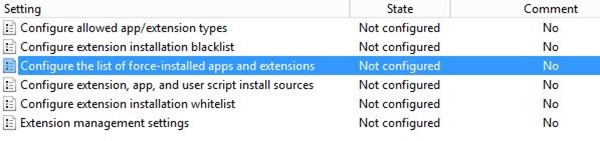 Setting State Comment
Configure allowed app/extension types Not configured No
Configure extension installation blacklist Not configured No
Configure the list of force-installed apps and extensions Not configured No
Configure extension, app, and user script install sources Not configured No
Configure extension installation whitelist Not configured No
Extension management settings Not configured No